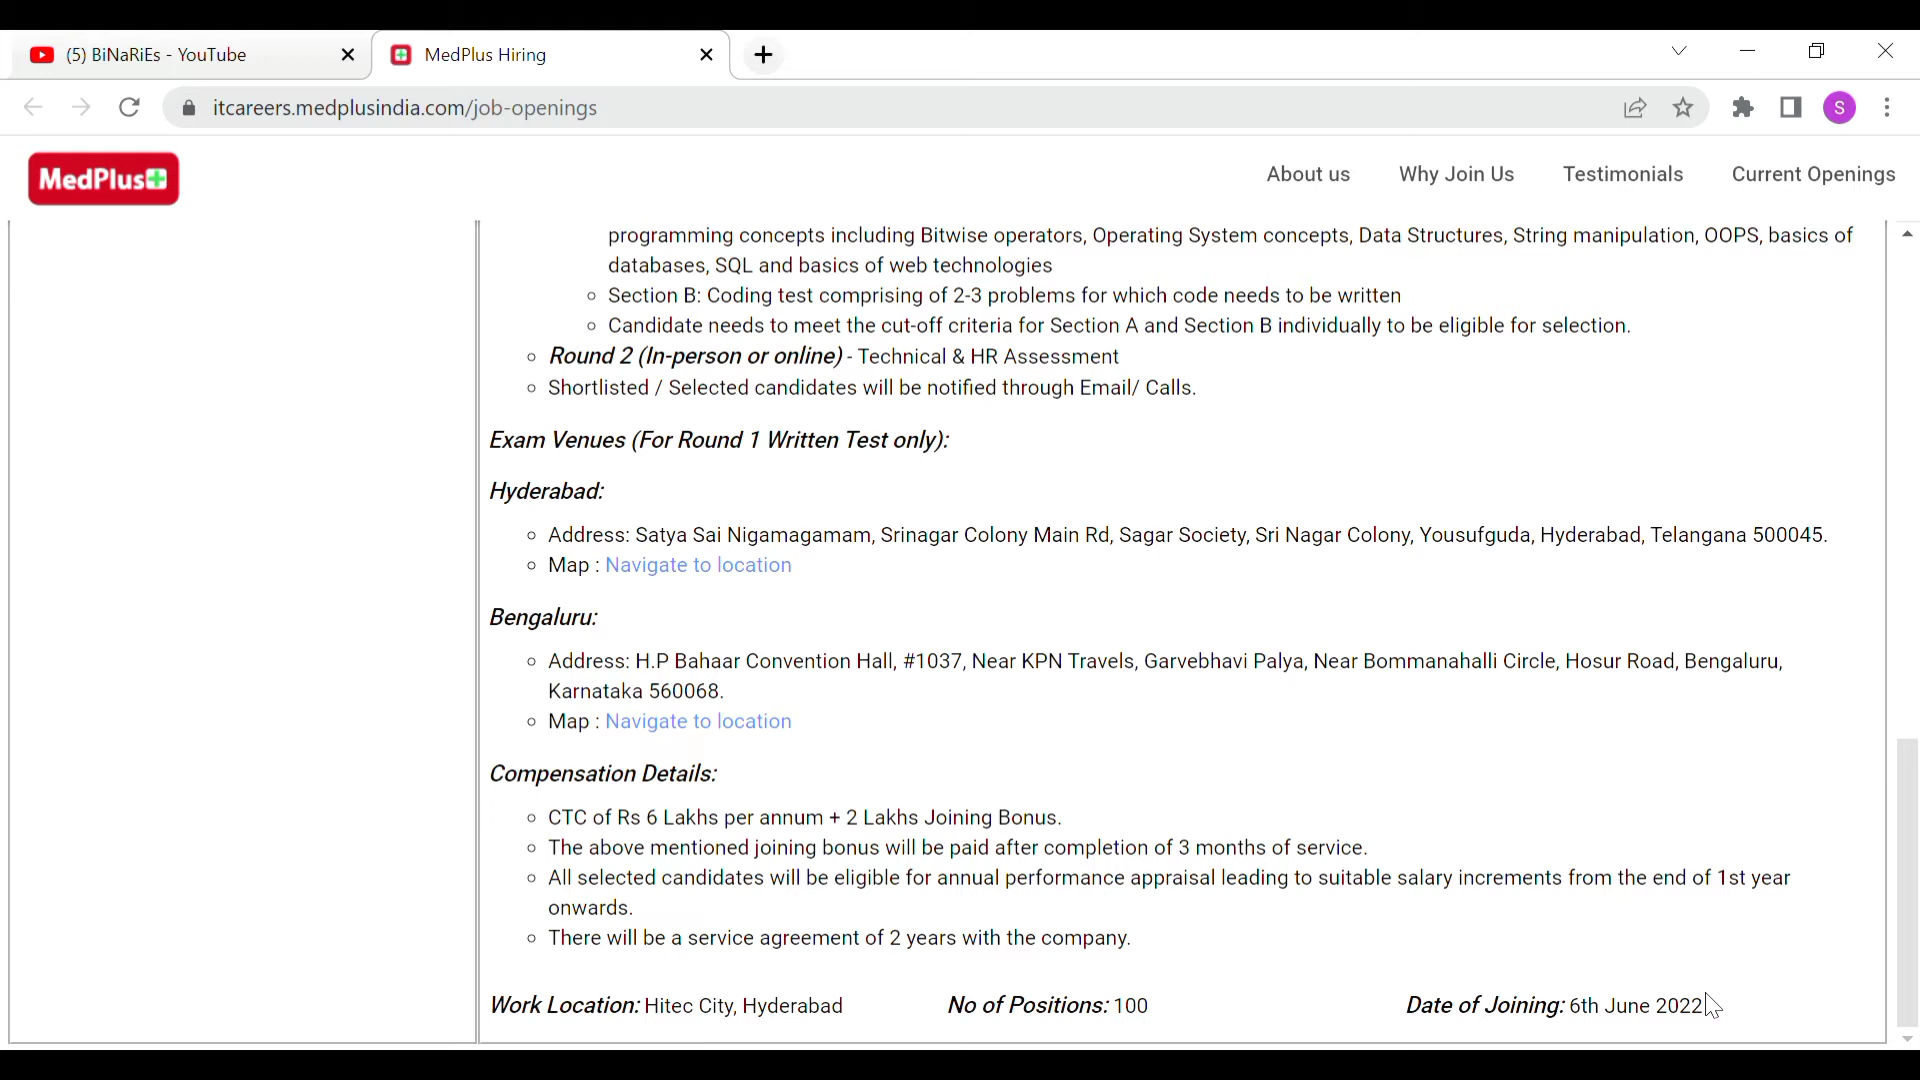 (5) BiNaRiEs - YouTube
MedPlus Hiring
itcareers.medplusindia.com/job-openings
S
MedPlus
About us
Why Join Us
Testimonials
Current Openings
programming concepts including Bitwise operators, Operating System concepts, Data Structures, String manipulation, OOPS, basics of
databases, SQL and basics of web technologies
Section B: Coding test comprising of 2-3 problems for which code needs to be written
Candidate needs to meet the cut-off criteria for Section A and Section B individually to be eligible for selection.
Round 2 (In-person or online) - Technical & HR Assessment
Shortlisted / Selected candidates will be notified through Email/ Calls.
Exam Venues (For Round 1 Written Test only):
Hyderabad:
Address: Satya Sai Nigamagamam, Srinagar Colony Main Rd, Sagar Society, Sri Nagar Colony, Yousufguda, Hyderabad, Telangana 500045.
Map : Navigate to location
Bengaluru:
Address: H.P Bahaar Convention Hall, #1037, Near KPN Travels, Garvebhavi Palya, Near Bommanahalli Circle, Hosur Road, Bengaluru,
Karnataka 560068.
Map : Navigate to location
Compensation Details:
CTC of Rs 6 Lakhs per annum + 2 Lakhs Joining Bonus.
The above mentioned joining bonus will be paid after completion of 3 months of service.
All selected candidates will be eligible for annual performance appraisal leading to suitable salary increments from the end of 1st year
onwards.
There will be a service agreement of 2 years with the company.
Work Location: Hitec City, Hyderabad
No of Positions: 100
Date of Joining: 6th June 2022